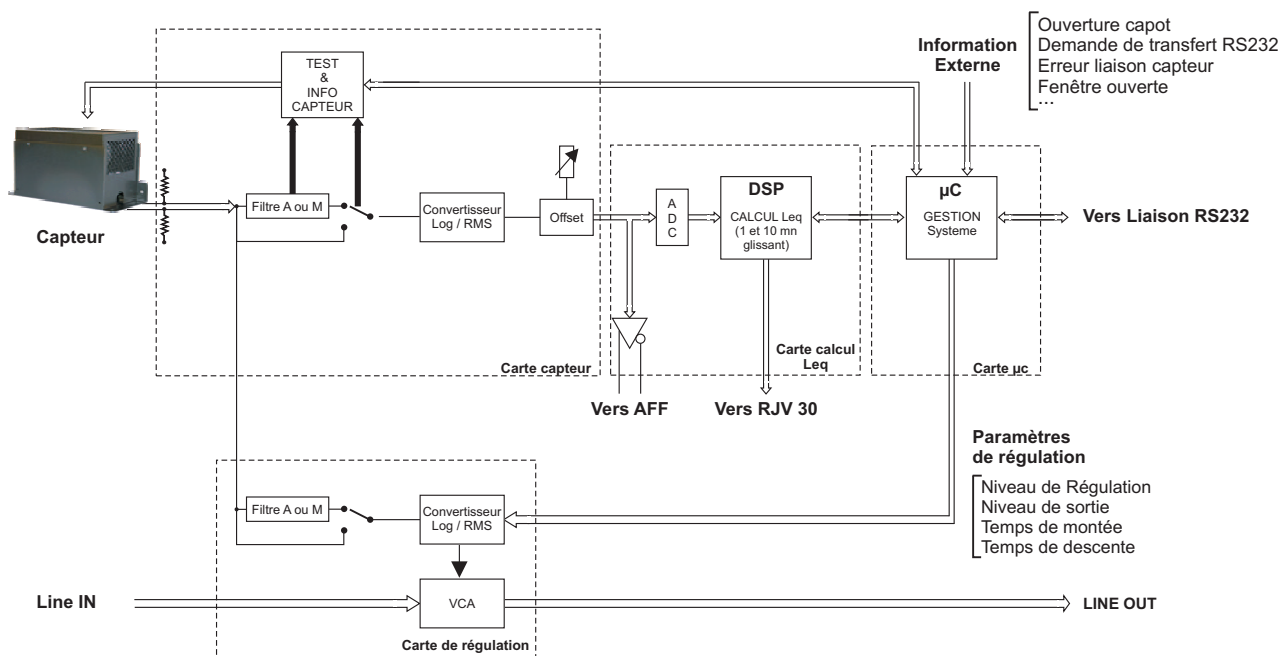 Ouverture capot
Information
Externe
Demande de transfert RS232
Erreur liaison capteur
Fenêtre ouverte
...
TEST
&
INFO
CAPTEUR
Capteur
Filtre A ou M
Convertisseur
Log / RMS
Offset
Carte capteur
A
D
C
DSP
CALCUL Leq
(1 et 10 mn
glissant)
Carte calcul
Leq
µC
GESTION
Systeme
Carte µc
Vers Liaison RS232
Vers AFF
Vers RJV 30
Paramètres
de régulation
Niveau de Régulation
Niveau de sortie
Temps de montée
Temps de descente
Filtre A ou M
Convertisseur
Log / RMS
Line IN
VCA
LINE OUT
Carte de régulation